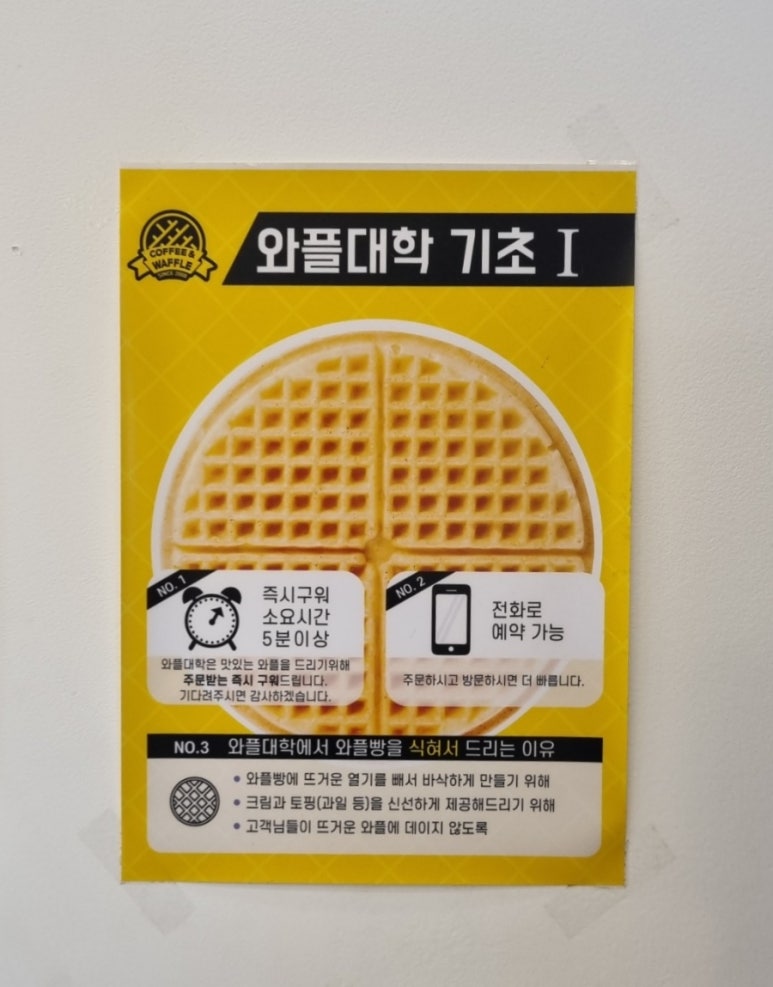 COFFEE &
WAFFLE
SINCE 2008
와플대학 기초 I
NO. 1
즉시구워
소요시간
5분이상
와플대학은 맛있는 와플을 드리기위해
주문받는 즉시 구워드립니다.
기다려주시면 감사하겠습니다.
NO. 2
전화로
예약 가능
주문하시고 방문하시면 더 빠릅니다.
NO.3 와플대학에서 와플빵을 식혀서 드리는 이유
• 와플빵에 뜨거운 열기를 빼서 바삭하게 만들기 위해
• 크림과 토핑(과일 등)을 신선하게 제공해드리기 위해
• 고객님들이 뜨거운 와플에 데이지 않도록